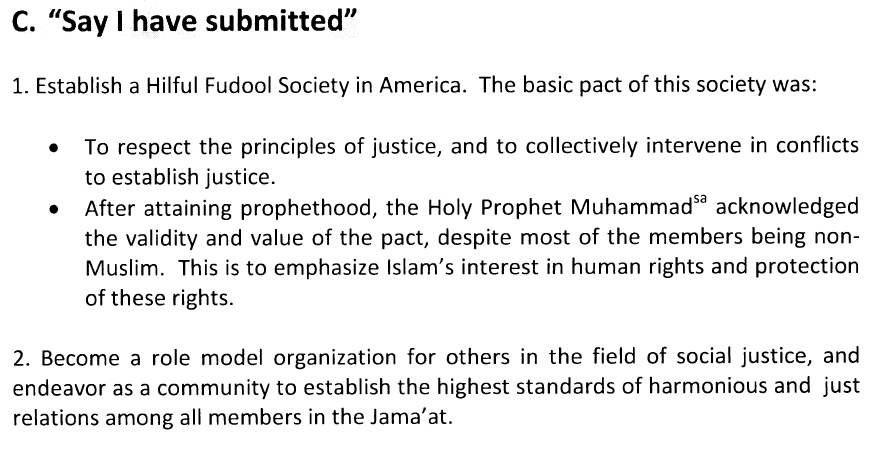 C. “Say I have submitted”
1. Establish a Hilful Fudool Society in America.  The basic pact of this society was:
• To respect the principles of justice, and to collectively intervene in conflicts
to establish justice.
• After attaining prophethood, the Holy Prophet Muhammadsa acknowledged
the validity and value of the pact, despite most of the members being non-
Muslim.  This is to emphasize Islam’s interest in human rights and protection
of these rights.
2. Become a role model organization for others in the field of social justice, and
endeavor as a community to establish the highest standards of harmonious and  just
relations among all members in the Jama’at.